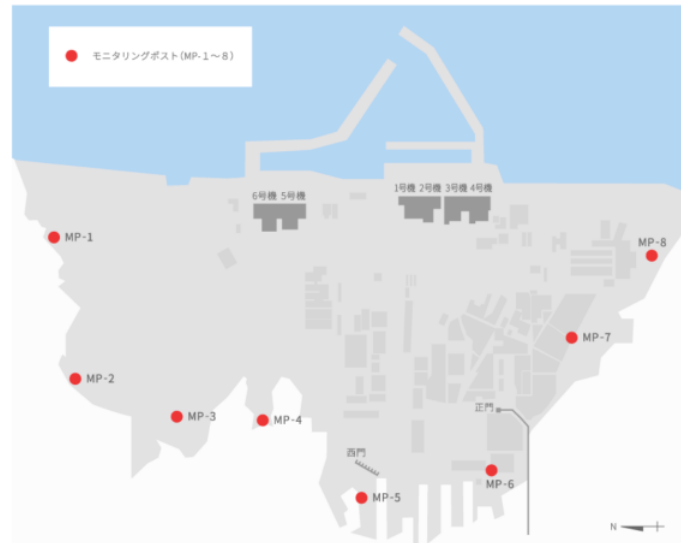 モニタリングポスト(MP-1～8)
6号機 5号機
1号機 2号機 3号機 4号機
MP-1
MP-8
MP-7
MP-2
MP-3
MP-4
正門
西門
MP-6
MP-5
N